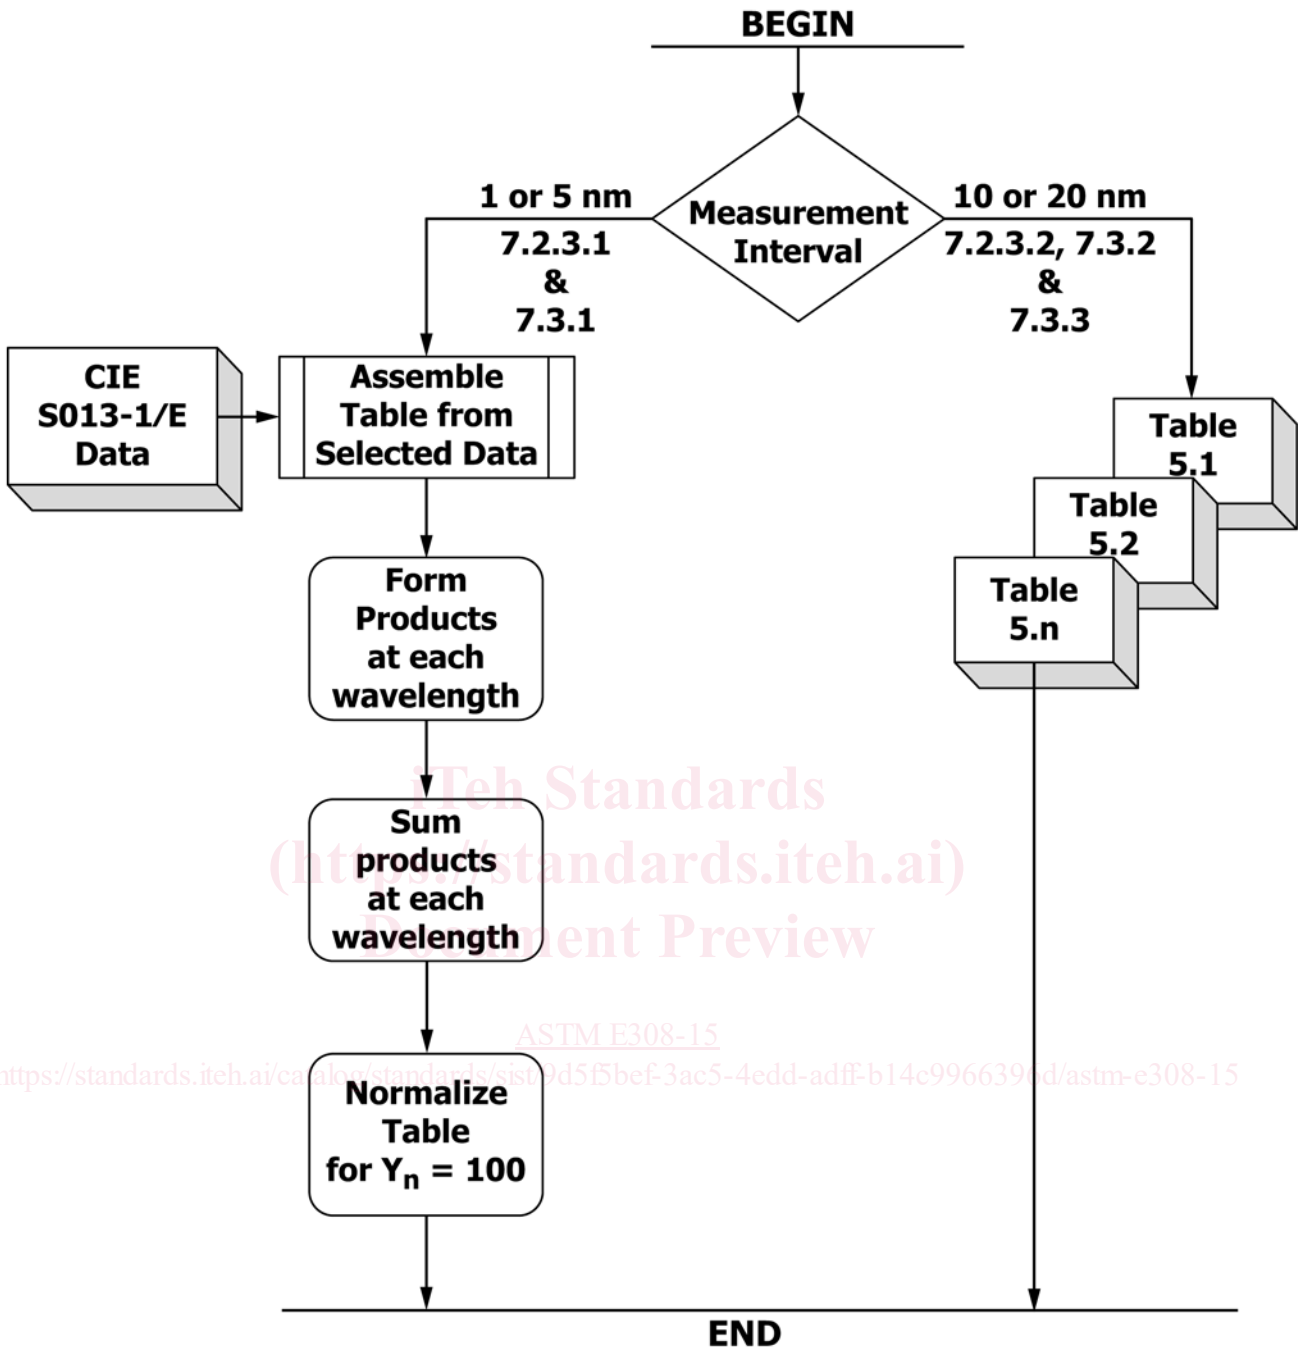 BEGIN
Measurement
Interval
1 or 5 nm
7.2.3.1
&
7.3.1
10 or 20 nm
7.2.3.2, 7.3.2
&
7.3.3
CIE
S013-1/E
Data
Assemble
Table from
Selected Data
Table
5.1
Table
5.2
Table
5.n
Form
Products
at each
wavelength
iTeh Standards
(https://standards.iteh.ai)
Document Preview
Sum
products
at each
wavelength
ASTM E308-15
https://standards.iteh.ai/catalog/standards/sist/9d5f5bef-3ac5-4edd-adff-b14c9966396d/astm-e308-15
Normalize
Table
for Yn = 100
END